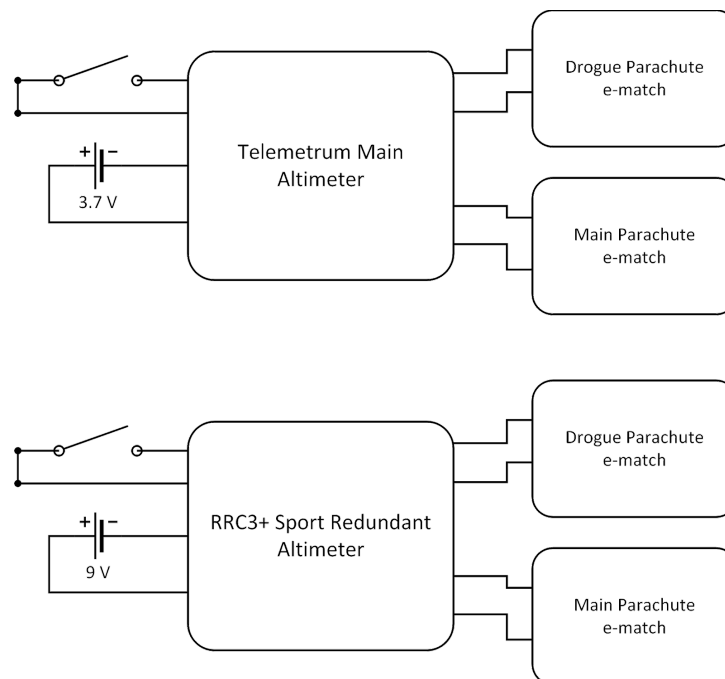 Drogue Parachute
e-match
Telemetrum Main
Altimeter
+ −
3.7 V
Main Parachute
e-match
Drogue Parachute
e-match
RRC3+ Sport Redundant
Altimeter
+ −
9 V
Main Parachute
e-match